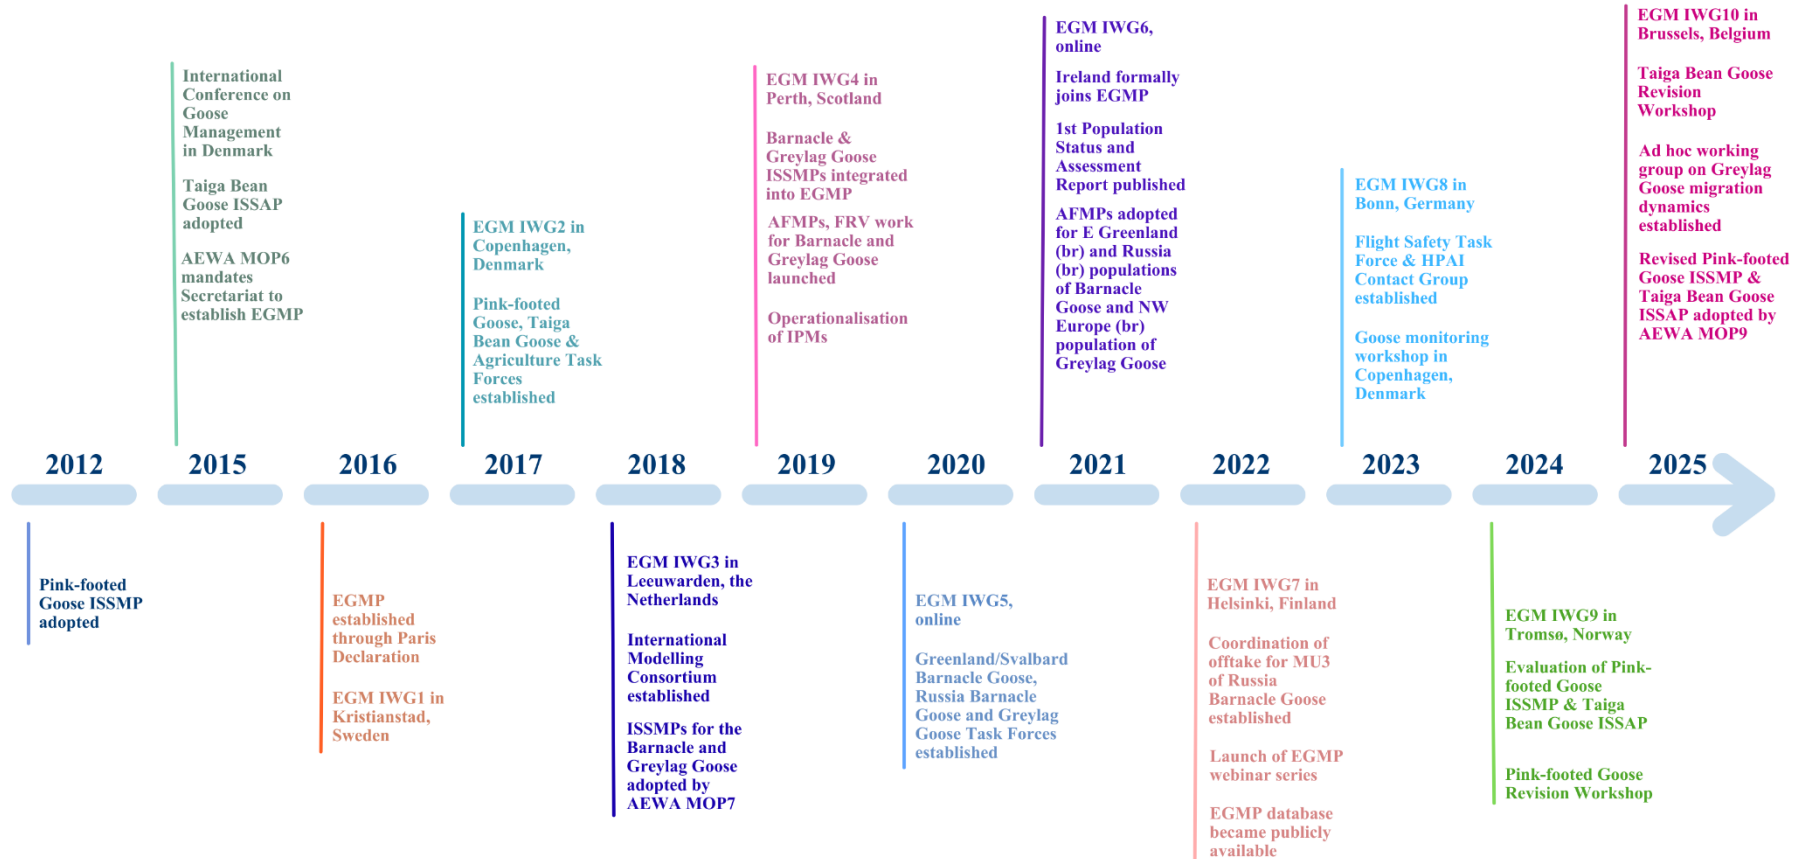 International
Conference on
Goose
Management
in Denmark
Taiga Bean
Goose ISSAP
adopted
AEWA MOP6
mandates
Secretariat to
establish EGMP
EGM IWG2 in
Copenhagen,
Denmark
Pink-footed
Goose, Taiga
Bean Goose &
Agriculture Task
Forces
established
EGM IWG4 in
Perth, Scotland
Barnacle &
Greylag Goose
ISSMPs integrated
into EGMP
AFMPs, FRV work
for Barnacle and
Greylag Goose
launched
Operationalisation
of IPMs
EGM IWG6,
online
Ireland formally
joins EGMP
1st Population
Status and
Assessment
Report published
AFMPs adopted
for E Greenland
(br) and Russia
(br) populations
of Barnacle
Goose and NW
Europe (br)
population of
Greylag Goose
EGM IWG8 in
Bonn, Germany
Flight Safety Task
Force & HPAI
Contact Group
established
Goose monitoring
workshop in
Copenhagen,
Denmark
EGM IWG10 in
Brussels, Belgium
Taiga Bean Goose
Revision
Workshop
Ad hoc working
group on Greylag
Goose migration
dynamics
established
Revised Pink-footed
Goose ISSMP &
Taiga Bean Goose
ISSAP adopted by
AEWA MOP9
2012 2015 2016 2017 2018 2019 2020 2021 2022 2023 2024 2025
Pink-footed
Goose ISSMP
adopted
EGMP
established
through Paris
Declaration
EGM IWG1 in
Kristianstad,
Sweden
EGM IWG3 in
Leeuwarden, the
Netherlands
International
Modelling
Consortium
established
ISSMPs for the
Barnacle and
Greylag Goose
adopted by
AEWA MOP7
EGM IWG5,
online
Greenland/Svalbard
Barnacle Goose,
Russia Barnacle
Goose and Greylag
Goose Task Forces
established
EGM IWG7 in
Helsinki, Finland
Coordination of
offtake for MU3
of Russia
Barnacle Goose
established
Launch of EGMP
webinar series
EGMP database
became publicly
available
EGM IWG9 in
Tromsø, Norway
Evaluation of Pink-
footed Goose
ISSMP & Taiga
Bean Goose ISSAP
Pink-footed Goose
Revision Workshop